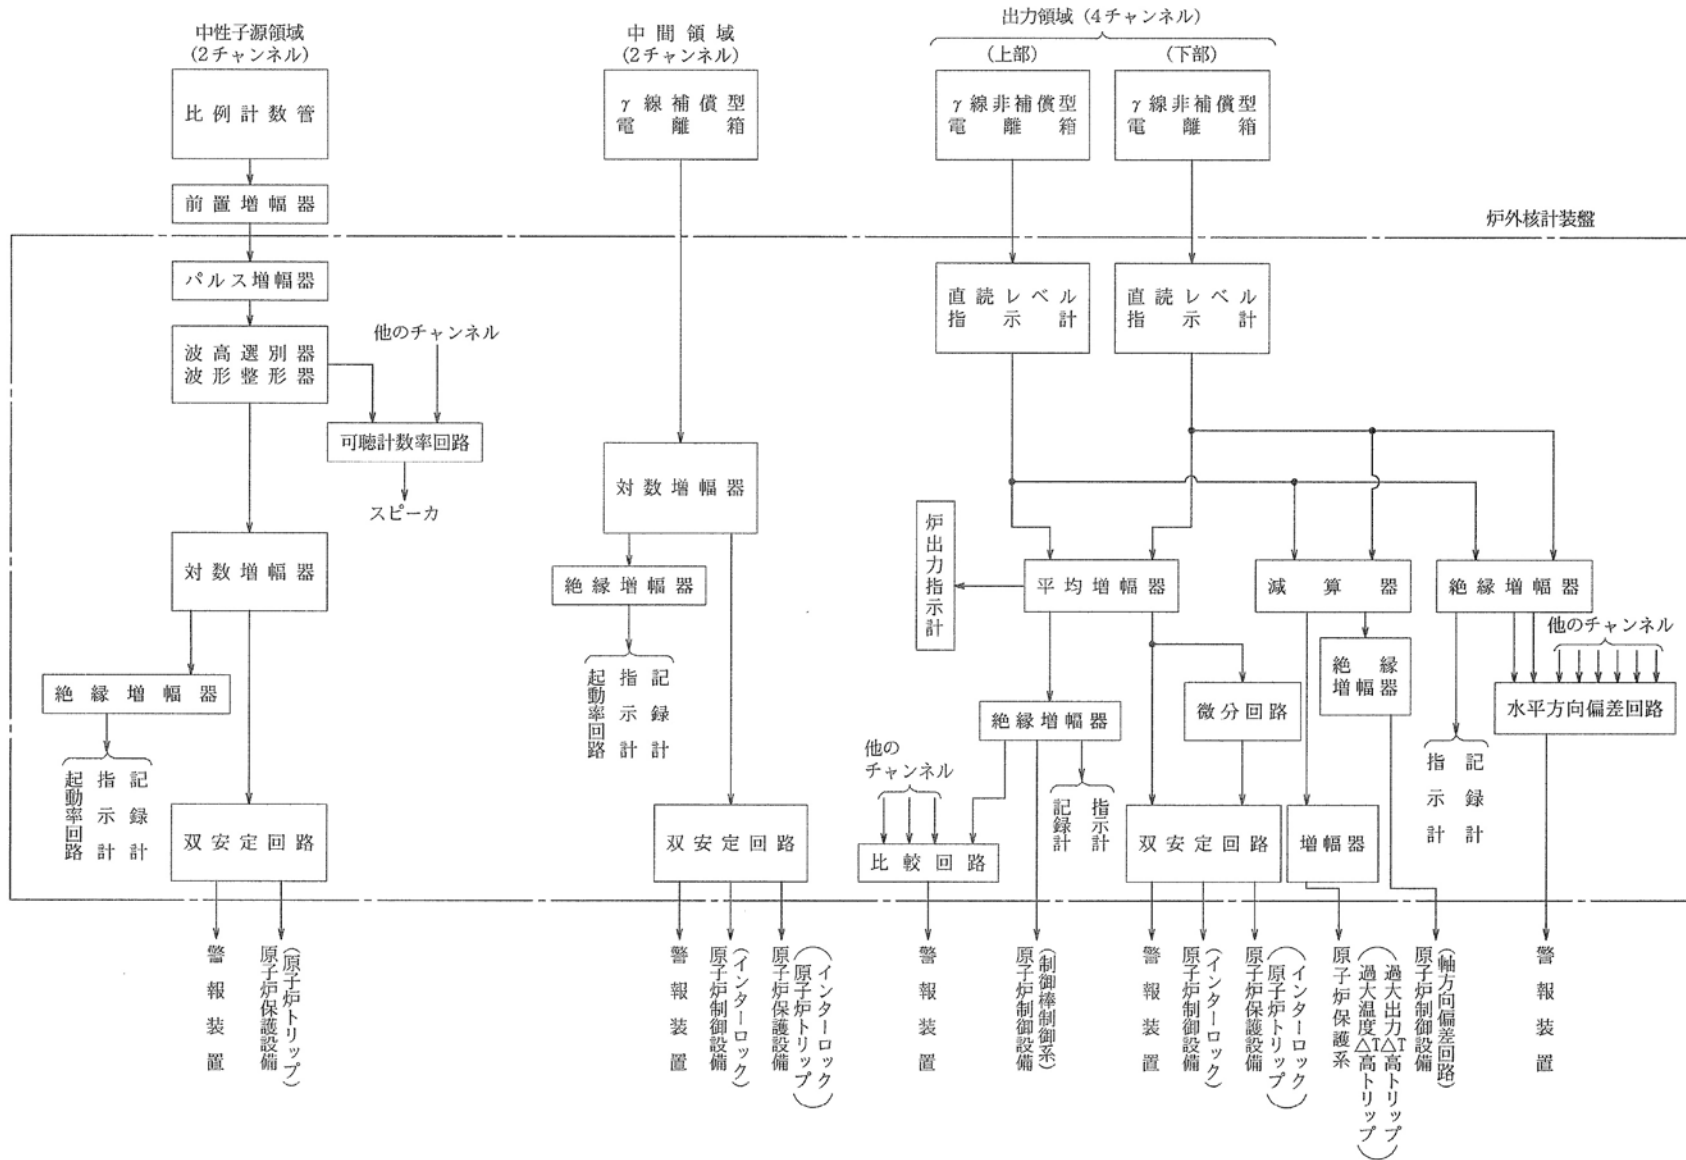 中性子源領域
(2チャンネル)
比例計数管
前置増幅器
パルス増幅器
波高選別器
波形整形器
他のチャンネル
可聴計数率回路
スピーカ
対数増幅器
絶縁増幅器
起動率回路
指示計
記録計
双安定回路
警報装置
原子炉保護設備
(原子炉トリップ)
中間領域
(2チャンネル)
γ線補償型
電離箱
対数増幅器
絶縁増幅器
起動率回路
指示計
記録計
双安定回路
警報装置
原子炉制御設備
(インターロック)
原子炉保護設備
(原子炉トリップ
インターロック)
出力領域(4チャンネル)
(上部)
(下部)
γ線非補償型
電離箱
γ線非補償型
電離箱
炉外核計装盤
直読レベル
指示計
直読レベル
指示計
炉出力指示計
平均増幅器
減算器
絶縁増幅器
他のチャンネル
絶縁
増幅器
微分回路
水平方向偏差回路
絶縁増幅器
他の
チャンネル
記録計
指示計
指示計
記録計
比較回路
双安定回路
増幅器
警報装置
原子炉制御設備
(制御棒制御系)
警報装置
原子炉制御設備
(インターロック)
原子炉保護設備
(原子炉トリップ
インターロック)
原子炉保護系
(過大温度△T高トリップ
過大出力△T高トリップ)
原子炉制御設備
(軸方向偏差回路)
警報装置